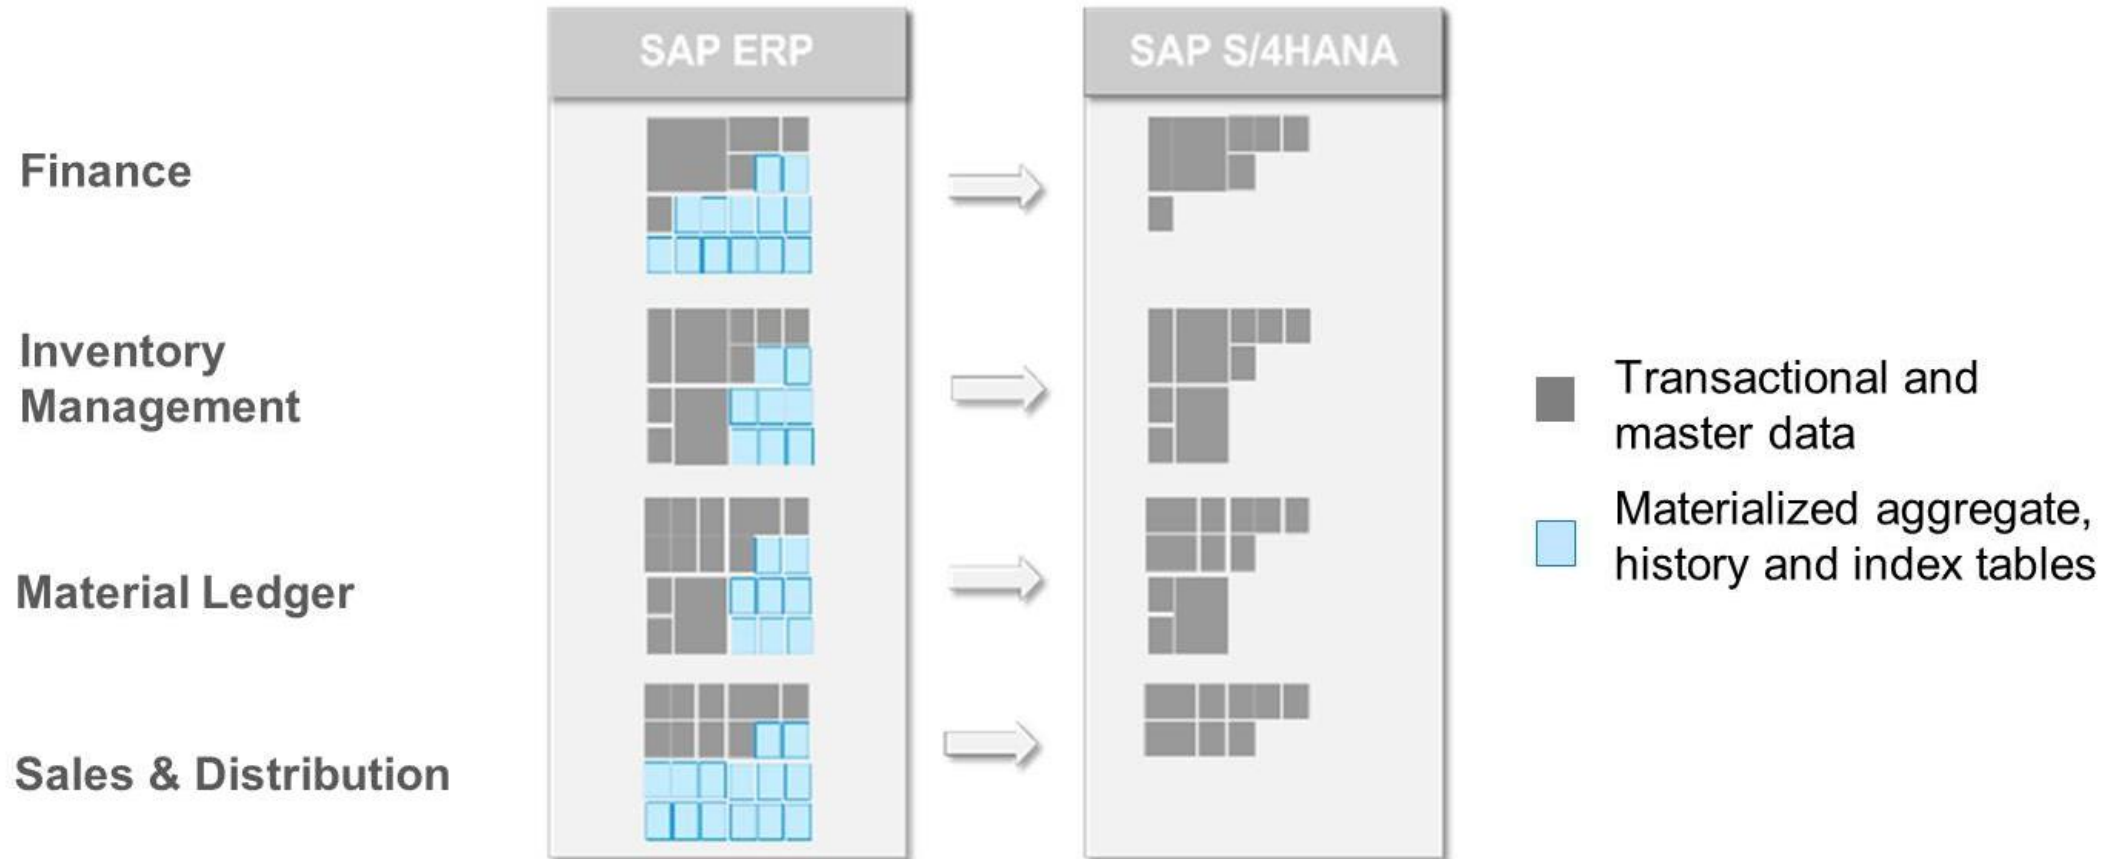 SAP ERP
SAP S/4HANA
Finance
Inventory
Management
Material Ledger
Sales & Distribution
Transactional and
master data
Materialized aggregate,
history and index tables